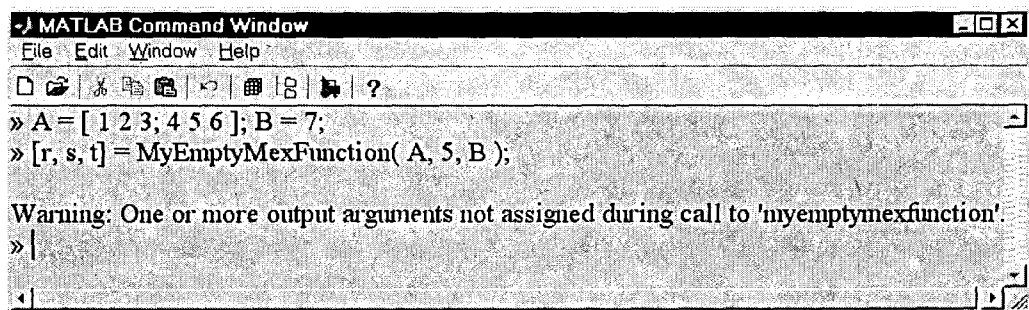 MATLAB Command Window
File Edit Window Help
?
» A = [ 1 2 3; 4 5 6 ]; B = 7;
» [r, s, t] = MyEmptyMexFunction( A, 5, B );
Warning: One or more output arguments not assigned during call to 'myemptymexfunction'.
»